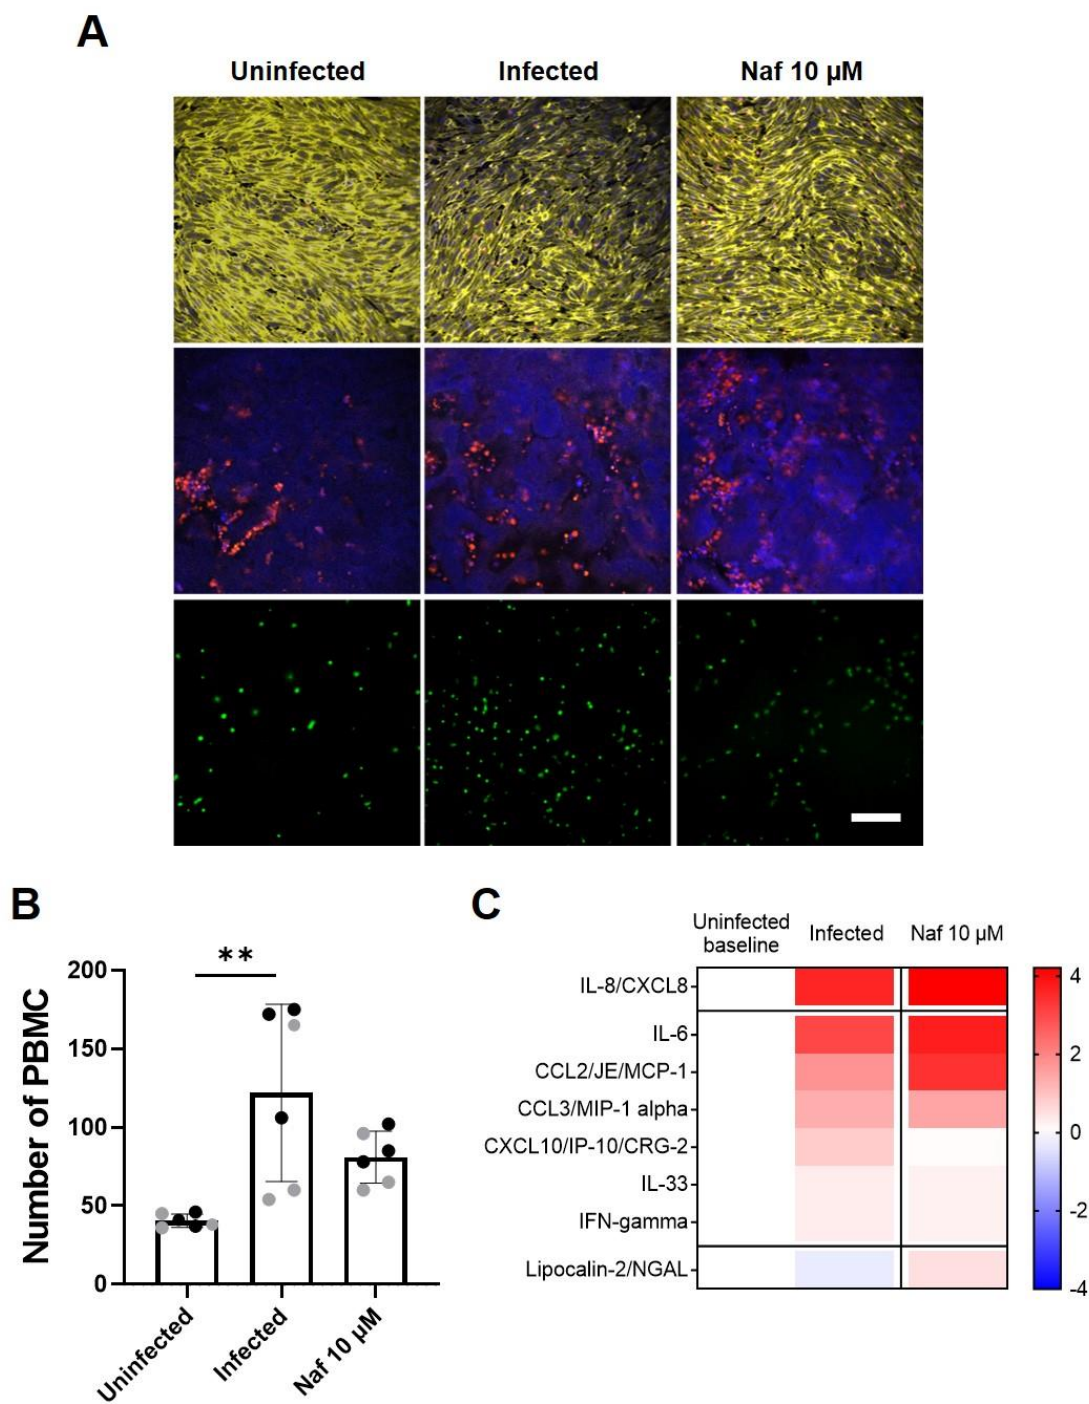 A
Uninfected Infected Naf 10 µM
B
Number of PBMC
**
200
150
100
50
0
Uninfected
Infected
Naf 10 µM
C
Uninfected
baseline
Infected
Naf 10 µM
IL-8/CXCL8
IL-6
CCL2/JE/MCP-1
CCL3/MIP-1 alpha
CXCL10/IP-10/CRG-2
IL-33
IFN-gamma
Lipocalin-2/NGAL
4
2
0
-2
-4